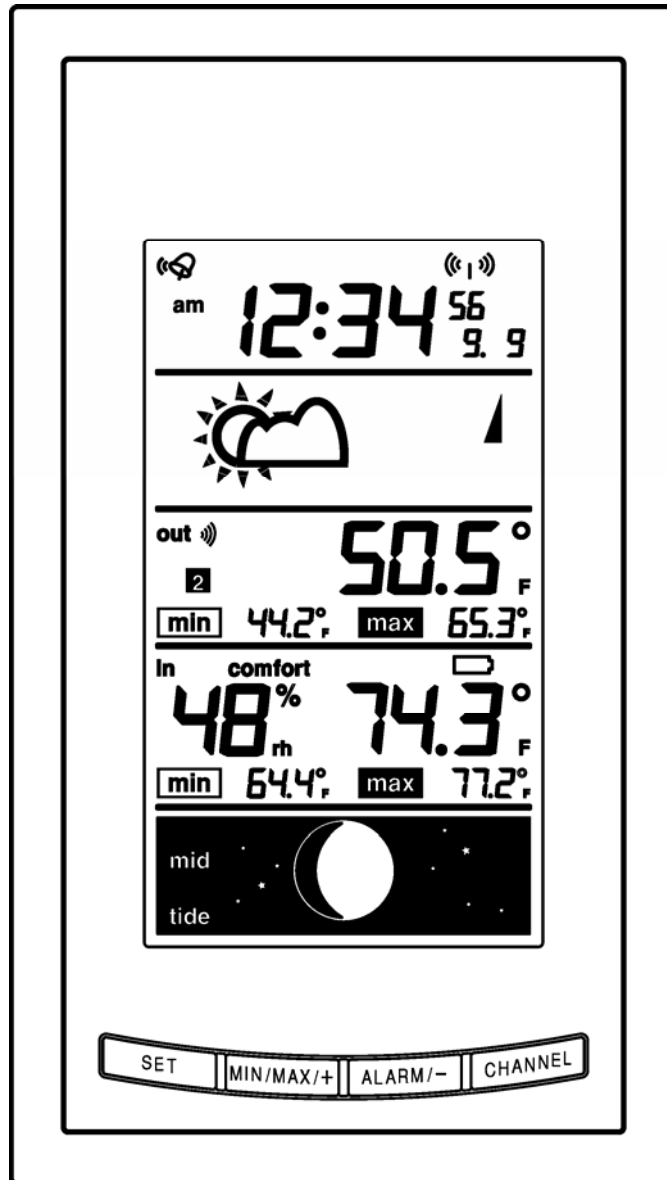 am 12:34 56
9. 9
out 50.5° F
2
min 44.2°F max 65.3°F
In comfort
48% rh 74.3° F
min 64.4°F max 77.2°F
mid
tide
SET MIN/MAX/+ ALARM/– CHANNEL